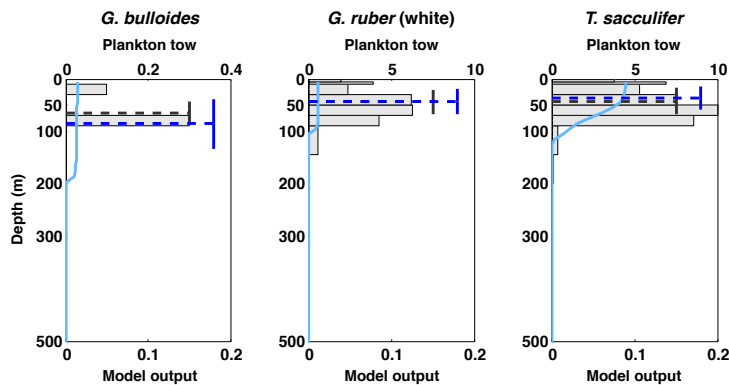 G. bulloides
G. ruber (white)
T. sacculifer
Plankton tow
Plankton tow
Plankton tow
0 0.2 0.4
0 5 10
0 5 10
Depth (m)
0
50
100
200
300
500
0
50
100
200
300
500
0
50
100
200
300
500
0 0.1 0.2
0 0.1 0.2
0 0.1 0.2
Model output
Model output
Model output